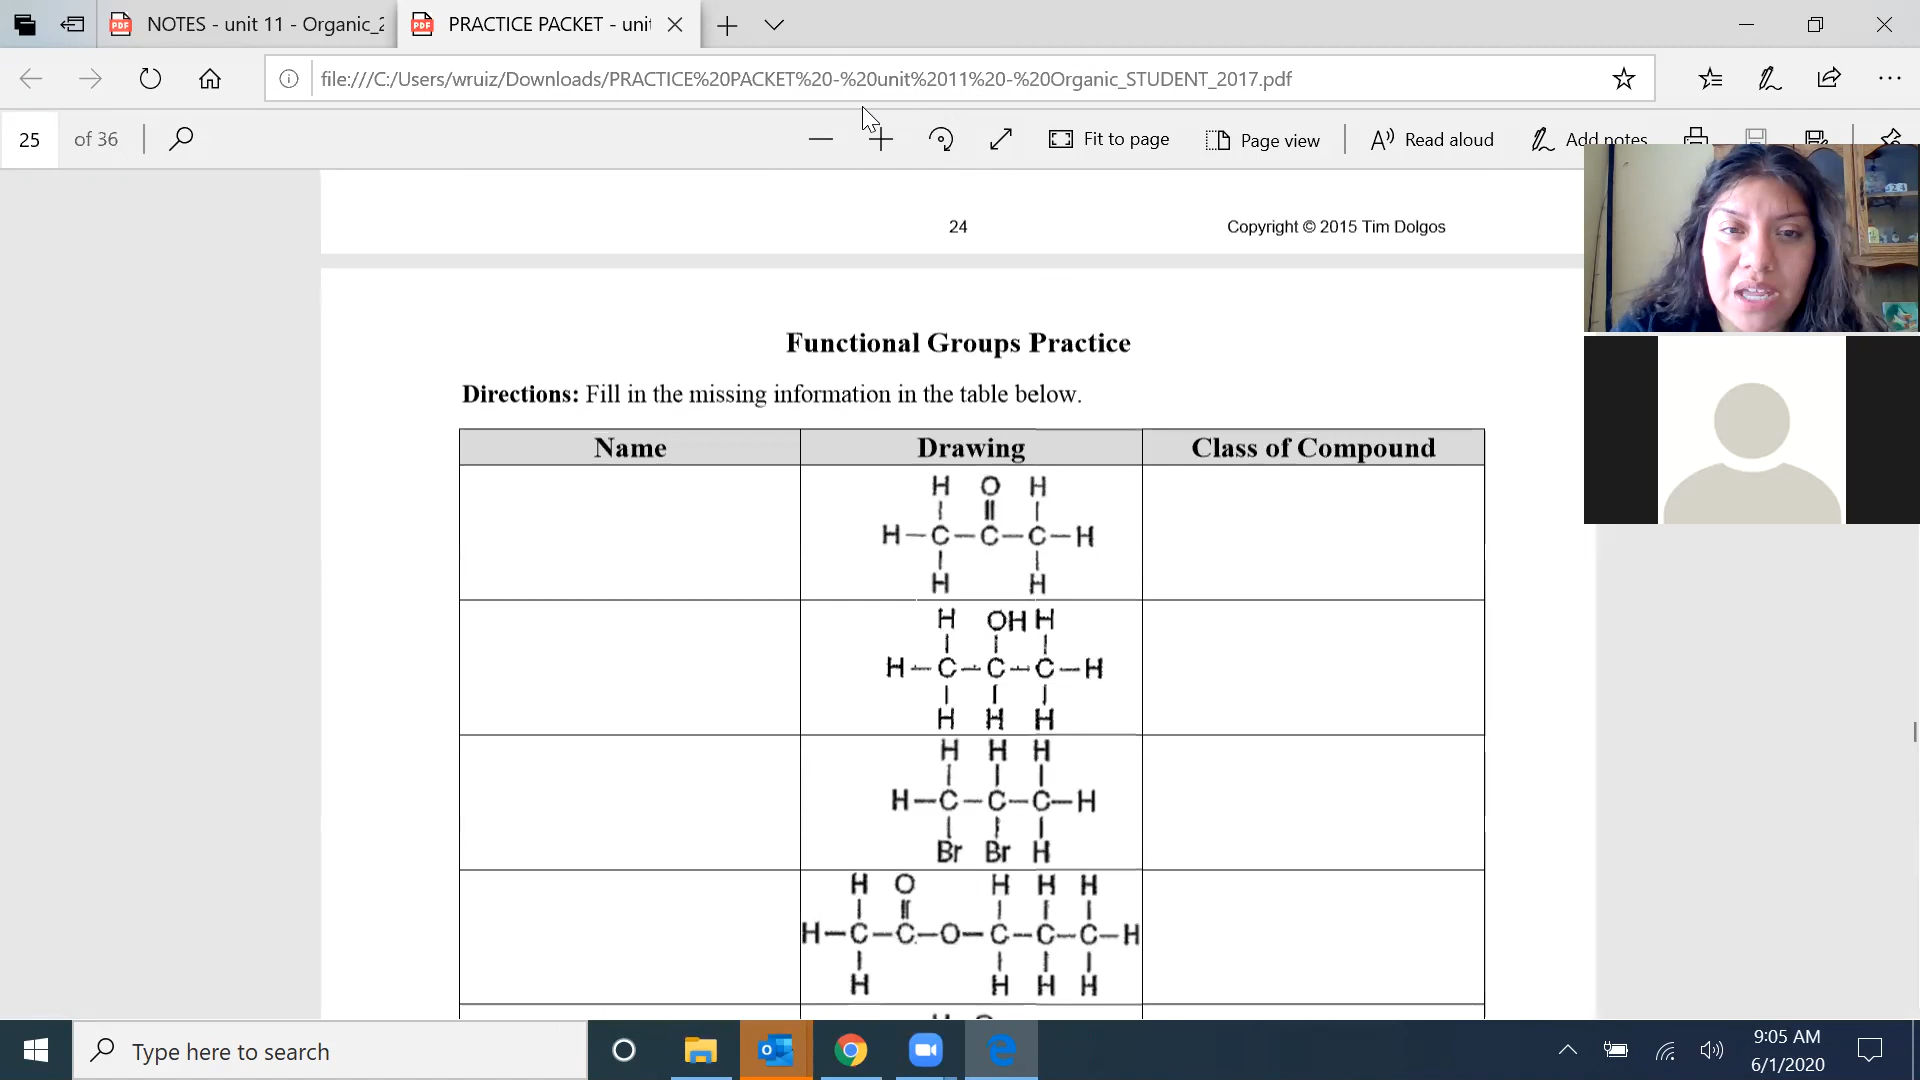 NOTES - unit 11 - Organic_2
PRACTICE PACKET - unit
file:///C:/Users/wruiz/Downloads/PRACTICE%20PACKET%20-%20unit%2011%20-%20Organic_STUDENT_2017.pdf
25 of 36
Fit to page
Page view
Read aloud
Add notes
24
Copyright © 2015 Tim Dolgos
Functional Groups Practice
Directions: Fill in the missing information in the table below.
Name Drawing Class of Compound
H O H
H-C-C-C-H
H H
H OH H
H-C-C-C-H
H H H
H H H
H-C-C-C-H
Br Br H
H O H H H
H-C-C-O-C-C-C-H
H H H H
Type here to search
9:05 AM
6/1/2020